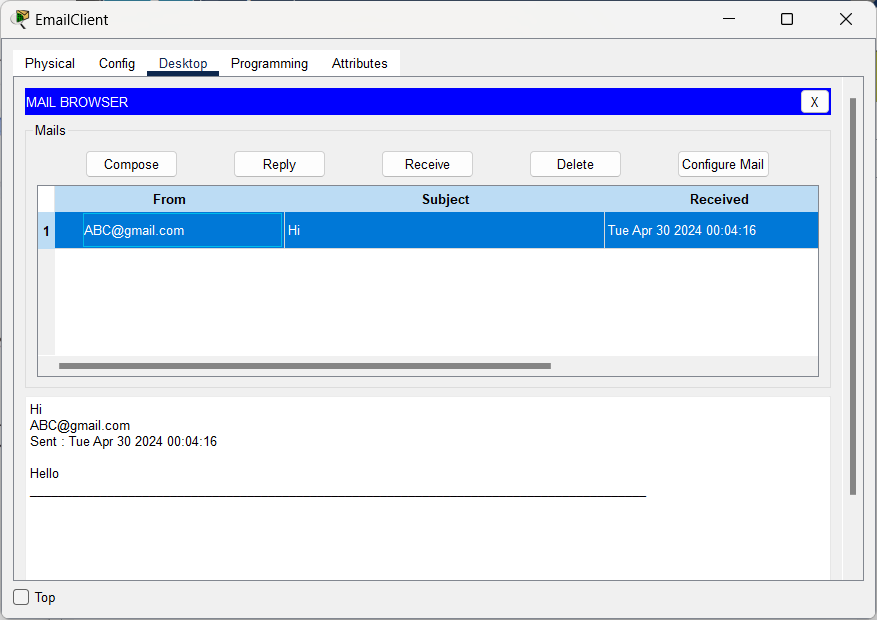 EmailClient
Physical Config Desktop Programming Attributes
MAIL BROWSER X
Mails
Compose Reply Receive Delete Configure Mail
From Subject Received
1 ABC@gmail.com Hi Tue Apr 30 2024 00:04:16
Hi
ABC@gmail.com
Sent : Tue Apr 30 2024 00:04:16
Hello
Top